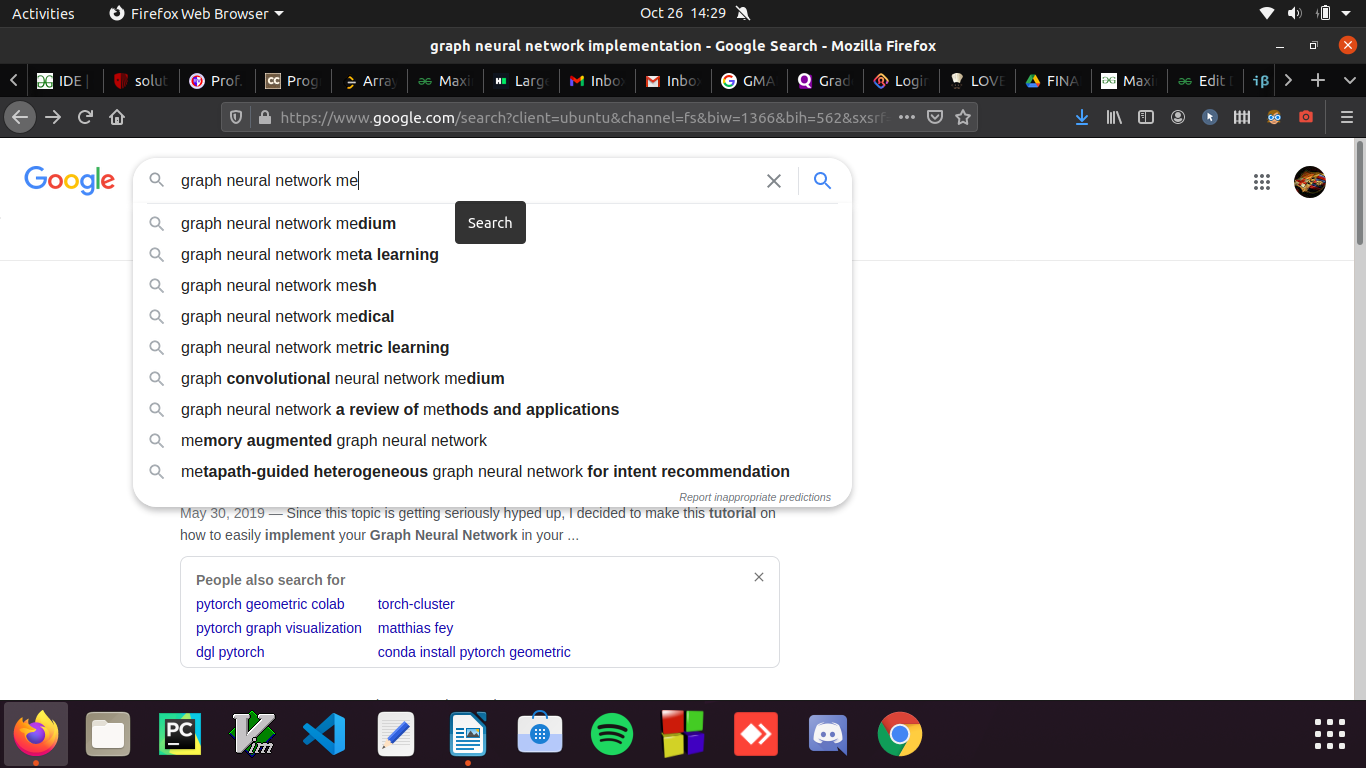 Activities Firefox Web Browser Oct 26 14:29
graph neural network implementation - Google Search - Mozilla Firefox
IDE | solut Prof. Prog Array Maxi Large Inbox Inbox GMA Grad Login LOVE FINA Maxi Edit
https://www.google.com/search?client=ubuntu&channel=fs&biw=1366&bih=562&sxsrf
Google graph neural network me
Search
graph neural network medium
graph neural network meta learning
graph neural network mesh
graph neural network medical
graph neural network metric learning
graph convolutional neural network medium
graph neural network a review of methods and applications
memory augmented graph neural network
metapath-guided heterogeneous graph neural network for intent recommendation
Report inappropriate predictions
May 30, 2019 — Since this topic is getting seriously hyped up, I decided to make this tutorial on
how to easily implement your Graph Neural Network in your ...
People also search for
pytorch geometric colab torch-cluster
pytorch graph visualization matthias fey
dgl pytorch conda install pytorch geometric
PC Vim